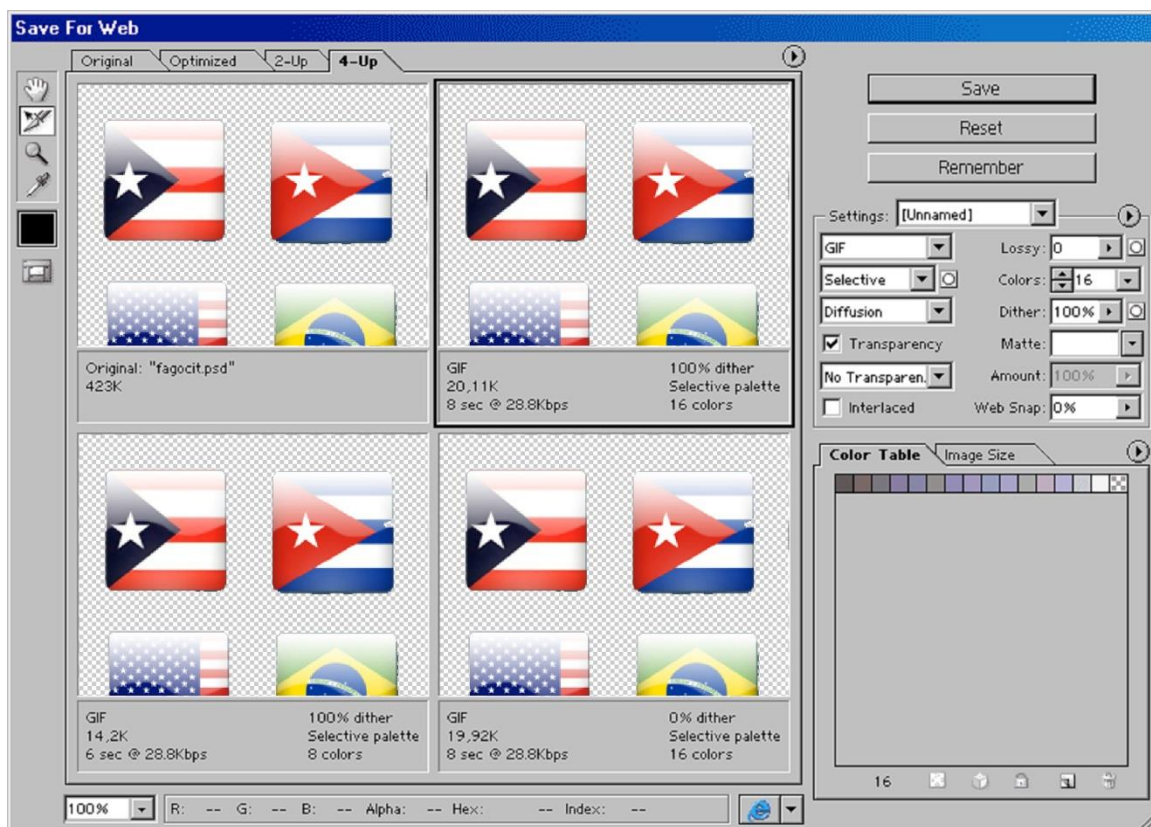 Save For Web
Original Optimized 2-Up 4-Up
Original: "fagocit.psd"
423K
GIF 100% dither
20,11K Selective palette
8 sec @ 28.8Kbps 16 colors
GIF 100% dither
14,2K Selective palette
6 sec @ 28.8Kbps 8 colors
GIF 0% dither
19,92K Selective palette
8 sec @ 28.8Kbps 16 colors
100% R: -- G: -- B: -- Alpha: -- Hex: -- Index: --
Save
Reset
Remember
Settings: [Unnamed]
GIF Lossy: 0
Selective Colors: 16
Diffusion Dither: 100%
Transparency Matte:
No Transparen. Amount: 100%
Interlaced Web Snap: 0%
Color Table Image Size
16